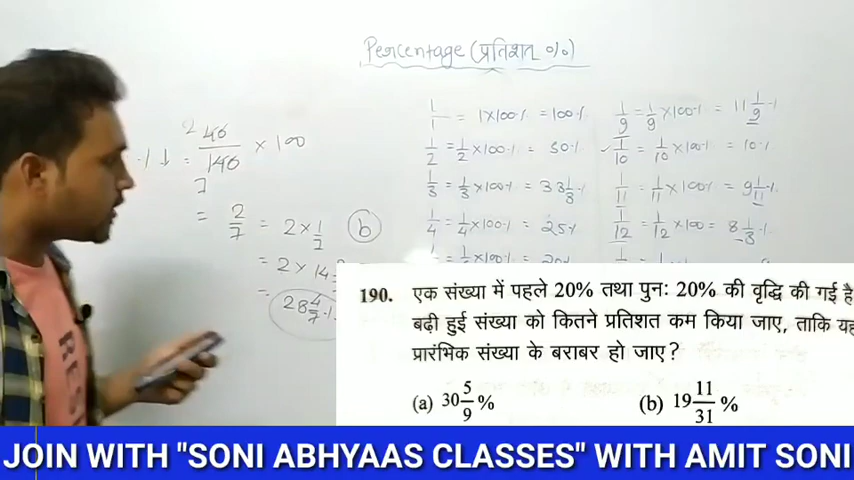 Percentage (प्रतिशत %)
1/1 = 1×100% = 100%
1/2 = 1/2 ×100% = 50%
1/3 = 1/3 ×100% = 33 1/3 %
1/4 = 1/4 ×100% = 25%
1/9 = 1/9 ×100% = 11 1/9 %
1/10 = 1/10 ×100% = 10%
1/11 = 1/11 ×100% = 9 1/11 %
1/12 = 1/12 ×100 = 8 1/3 %
% ↓ = 40/140 × 100
2
7
= 2/7 = 2 × 1/7 (b)
= 2 × 14
= 28 4/7 %
190. एक संख्या में पहले 20% तथा पुन: 20% की वृद्धि की गई है
बढ़ी हुई संख्या को कितने प्रतिशत कम किया जाए, ताकि यह
प्रारंभिक संख्या के बराबर हो जाए?
(a) 30 5/9 % (b) 19 11/31 %
JOIN WITH "SONI ABHYAAS CLASSES" WITH AMIT SONI